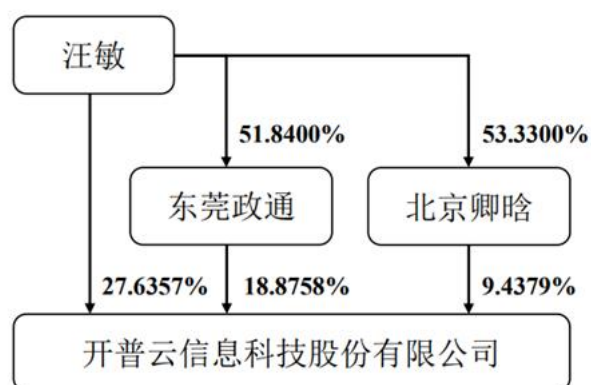 汪敏
51.8400%
53.3300%
东莞政通
北京卿晗
27.6357%
18.8758%
9.4379%
开普云信息科技股份有限公司